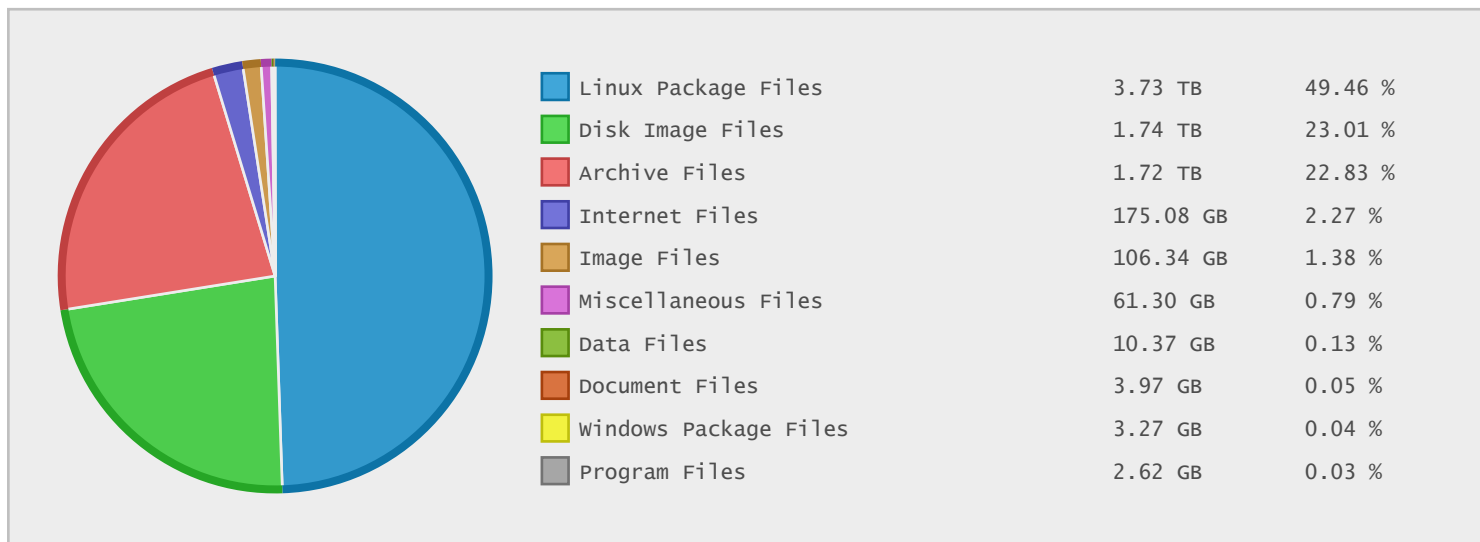 Linux Package Files 3.73 TB 49.46 %
Disk Image Files 1.74 TB 23.01 %
Archive Files 1.72 TB 22.83 %
Internet Files 175.08 GB 2.27 %
Image Files 106.34 GB 1.38 %
Miscellaneous Files 61.30 GB 0.79 %
Data Files 10.37 GB 0.13 %
Document Files 3.97 GB 0.05 %
Windows Package Files 3.27 GB 0.04 %
Program Files 2.62 GB 0.03 %